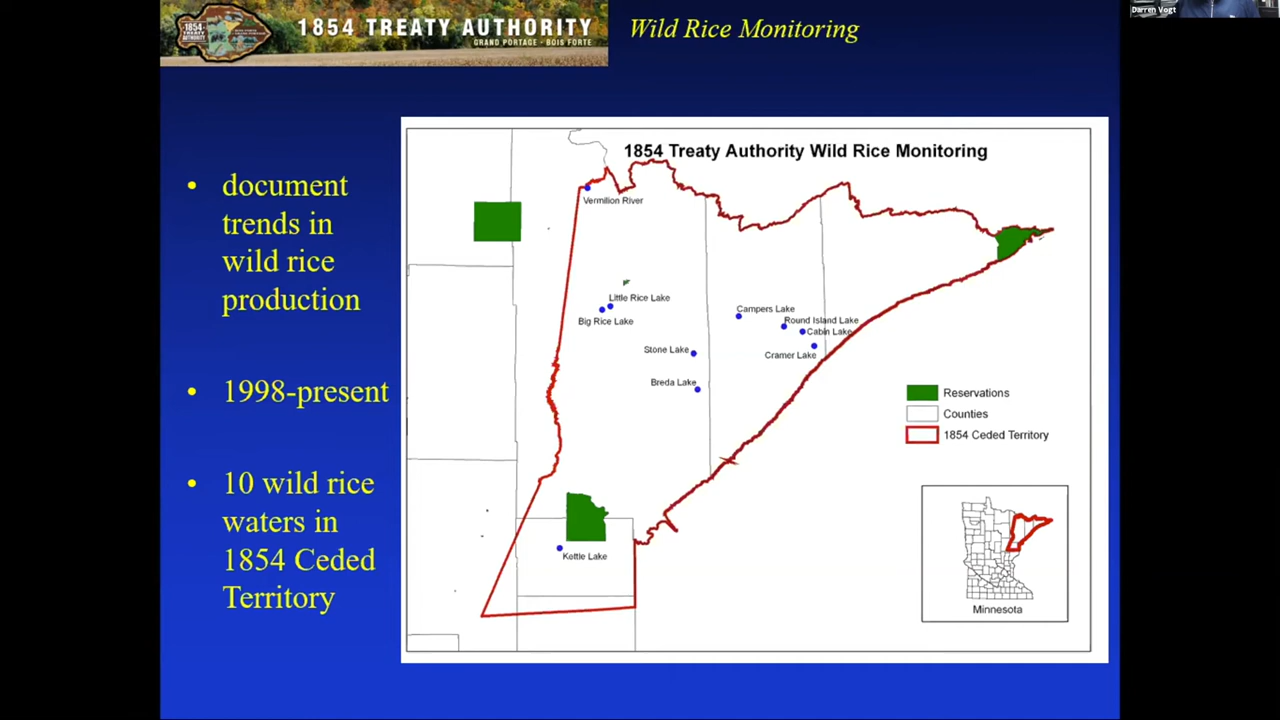 1854 TREATY AUTHORITY
GRAND PORTAGE - BOIS FORTE
Wild Rice Monitoring
Darren Vogt
• document
trends in
wild rice
production
• 1998-present
• 10 wild rice
waters in
1854 Ceded
Territory
1854 Treaty Authority Wild Rice Monitoring
Vermilion River
Little Rice Lake
Big Rice Lake
Campers Lake
Round Island Lake
Cabin Lake
Stone Lake
Cramer Lake
Breda Lake
Kettle Lake
Reservations
Counties
1854 Ceded Territory
Minnesota